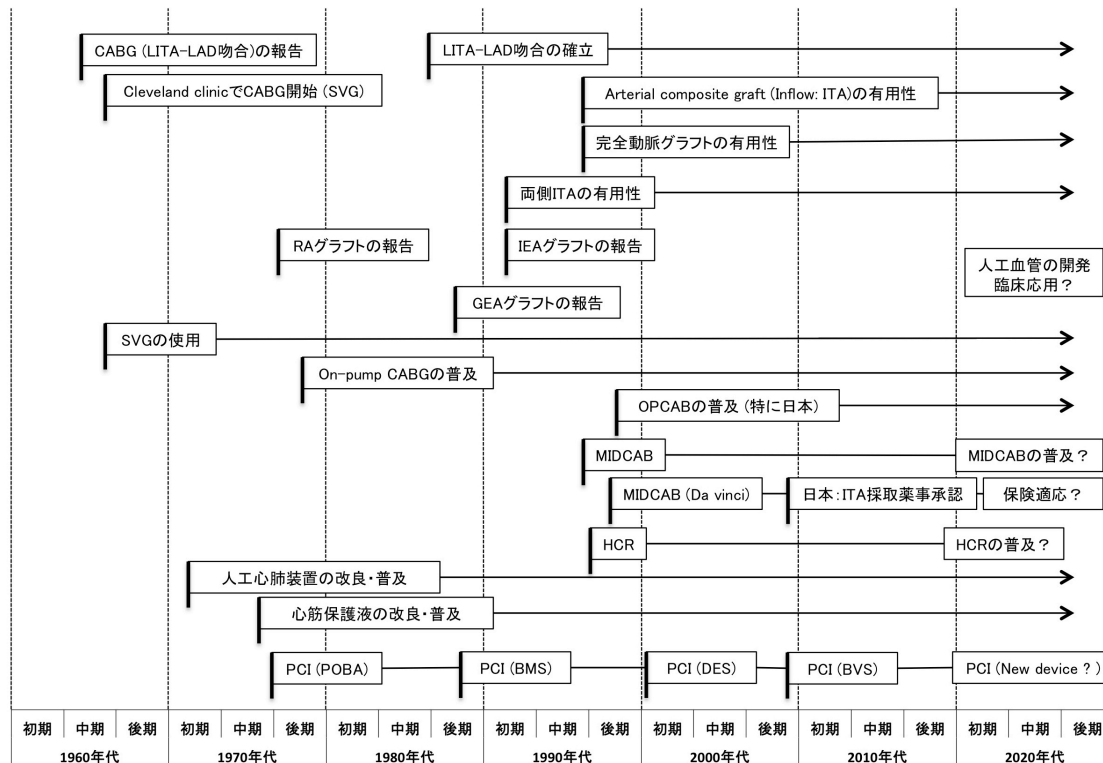 CABG (LITA-LAD吻合)の報告
LITA-LAD吻合の確立
Cleveland clinicでCABG開始 (SVG)
Arterial composite graft (Inflow: ITA)の有用性
完全動脈グラフトの有用性
両側ITAの有用性
RAグラフトの報告
IEAグラフトの報告
人工血管の開発
臨床応用？
GEAグラフトの報告
SVGの使用
On-pump CABGの普及
OPCABの普及 (特に日本)
MIDCAB
MIDCABの普及？
MIDCAB (Da vinci)
日本：ITA採取薬事承認
保険適応？
HCR
HCRの普及？
人工心肺装置の改良・普及
心筋保護液の改良・普及
PCI (POBA)
PCI (BMS)
PCI (DES)
PCI (BVS)
PCI (New device ? )
初期 中期 後期 初期 中期 後期 初期 中期 後期 初期 中期 後期 初期 中期 後期 初期 中期 後期 初期 中期 後期
1960年代 1970年代 1980年代 1990年代 2000年代 2010年代 2020年代